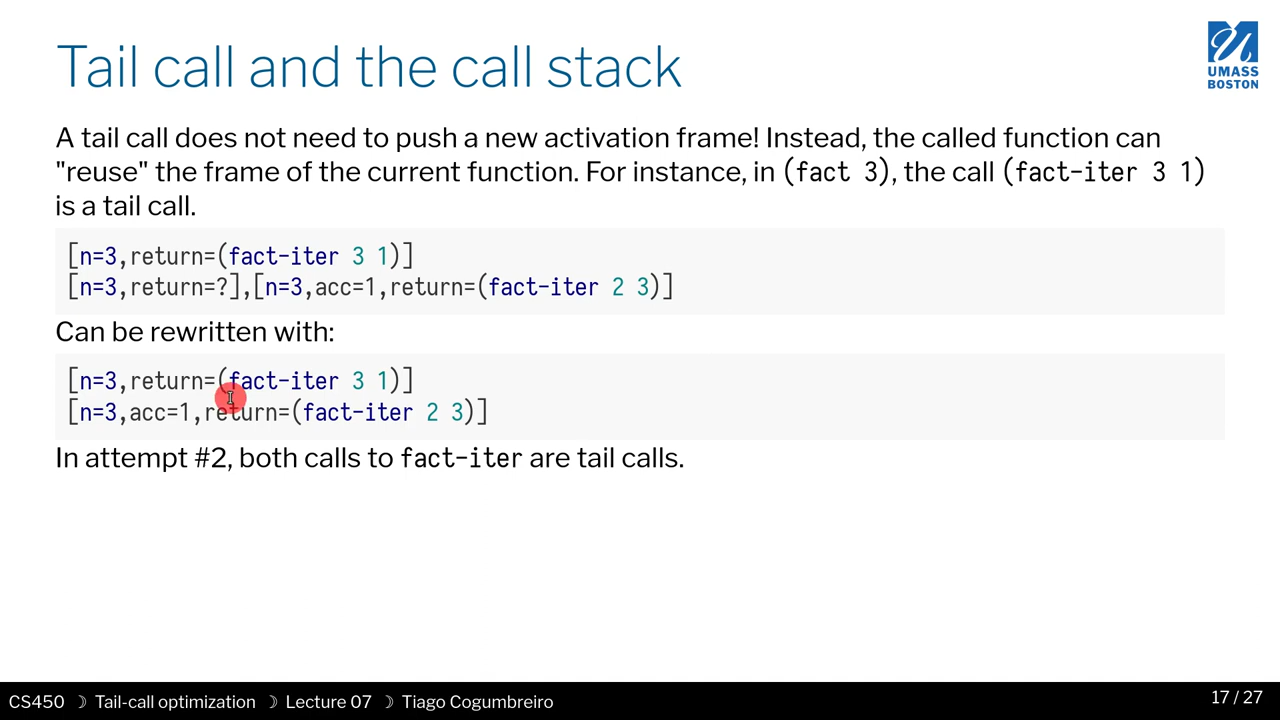 Tail call and the call stack
UMASS
BOSTON
A tail call does not need to push a new activation frame! Instead, the called function can
"reuse" the frame of the current function. For instance, in (fact 3), the call (fact-iter 3 1)
is a tail call.
[n=3,return=(fact-iter 3 1)]
[n=3,return=?],[n=3,acc=1,return=(fact-iter 2 3)]
Can be rewritten with:
[n=3,return=(fact-iter 3 1)]
[n=3,acc=1,return=(fact-iter 2 3)]
In attempt #2, both calls to fact-iter are tail calls.
CS450 ☽ Tail-call optimization ☽ Lecture 07 ☽ Tiago Cogumbreiro
17 / 27